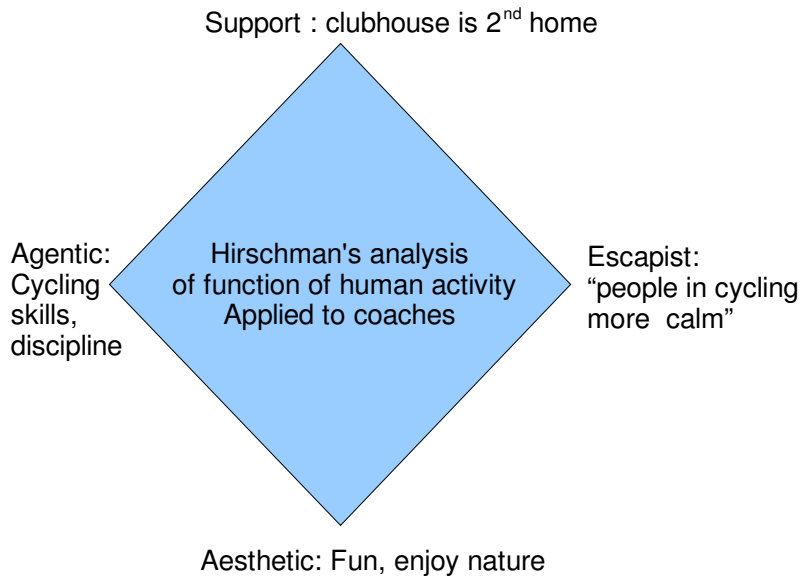 Support : clubhouse is 2nd home
Agentic:
Cycling
skills,
discipline
Hirschman's analysis
of function of human activity
Applied to coaches
Escapist:
“people in cycling
more calm”
Aesthetic: Fun, enjoy nature